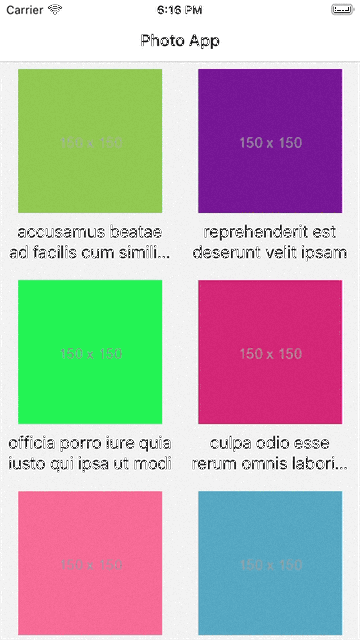 Carrier 5:16 PM
Photo App
150 x 150
150 x 150
accusamus beatae
ad facilis cum simili...
reprehenderit est
deserunt velit ipsam
150 x 150
150 x 150
officia porro iure quia
iusto qui ipsa ut modi
culpa odio esse
rerum omnis labori...
150 x 150
150 x 150